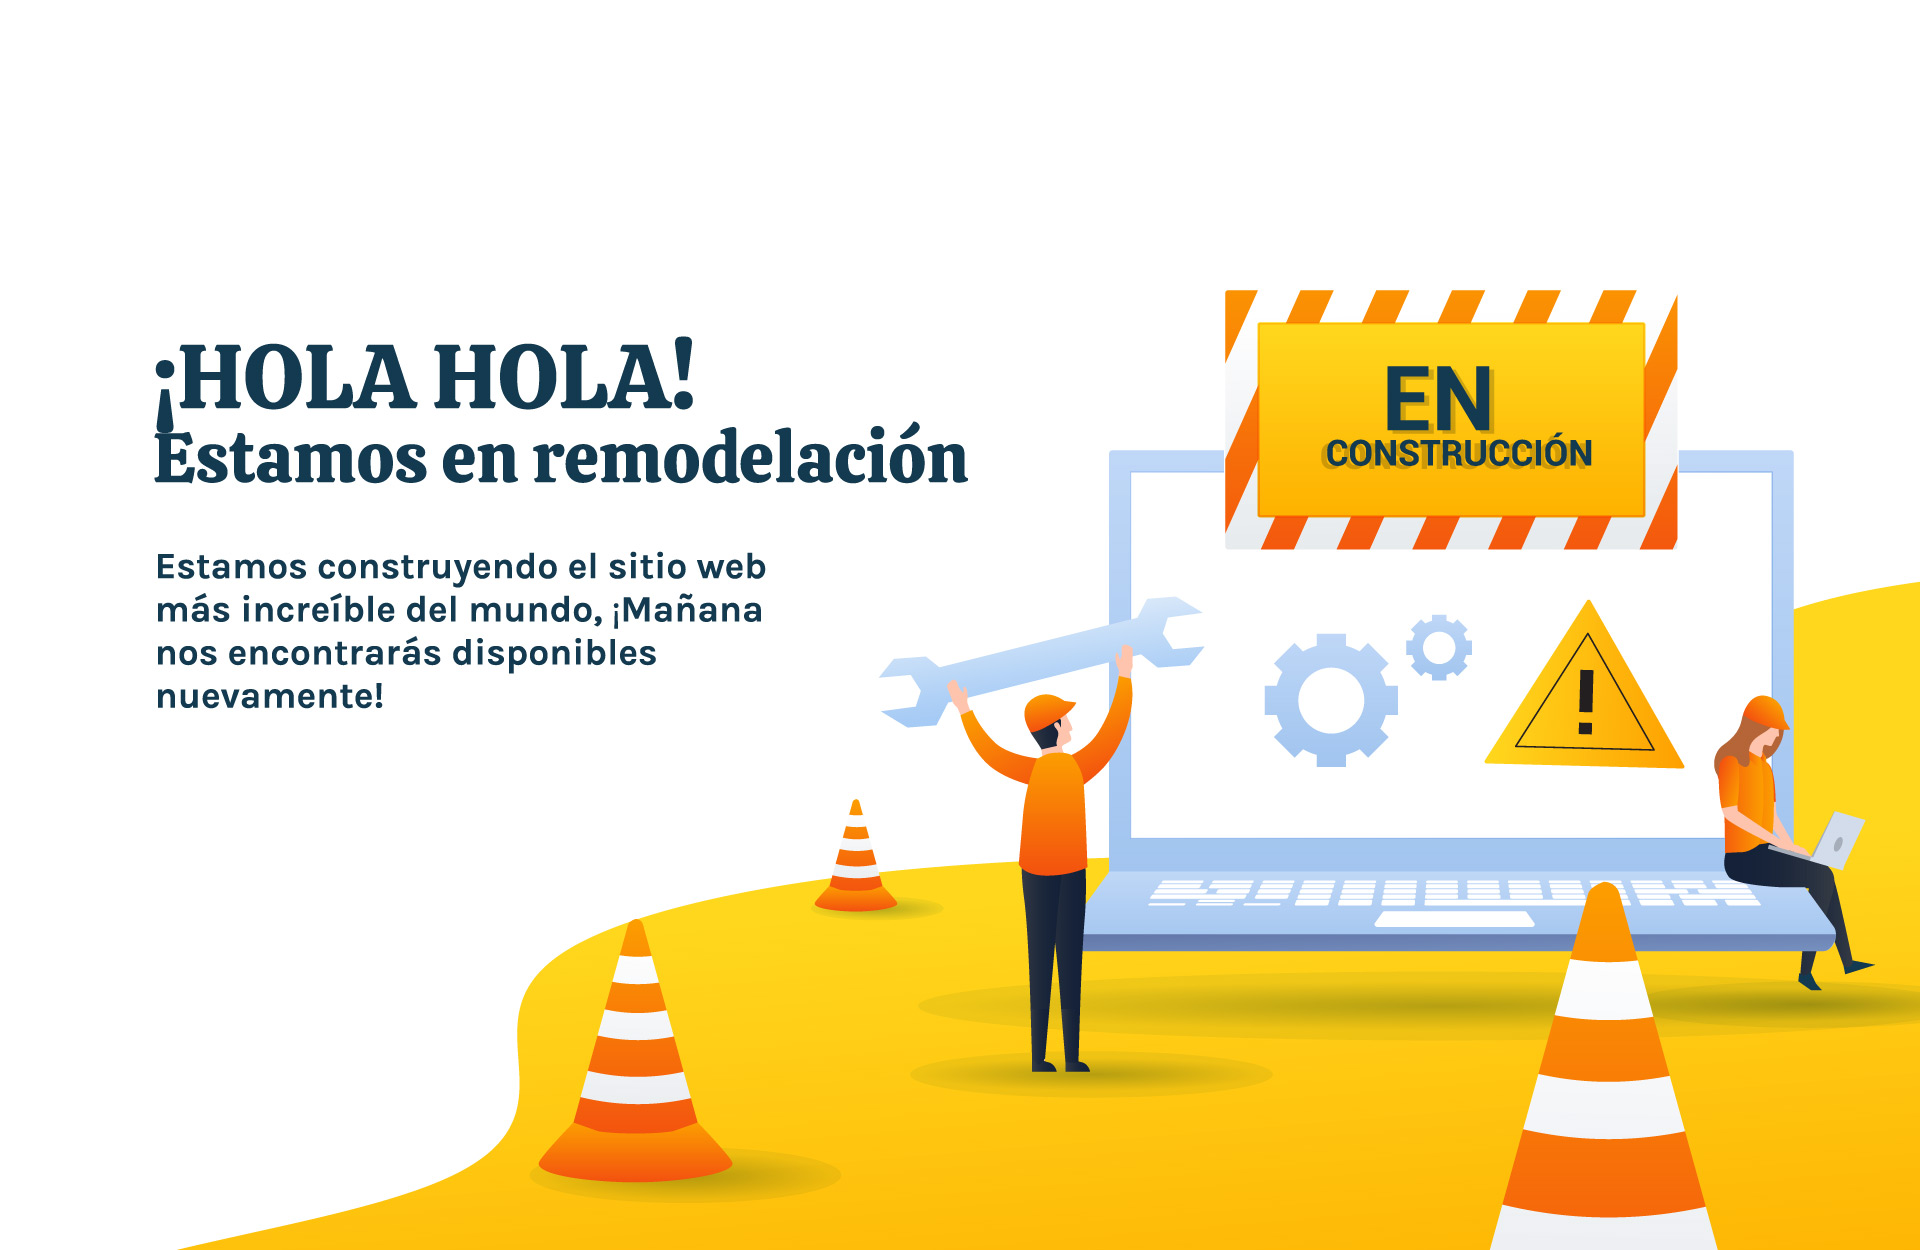 ¡HOLA HOLA!
Estamos en remodelación
Estamos construyendo el sitio web
más increíble del mundo, ¡Mañana
nos encontrarás disponibles
nuevamente!
EN
CONSTRUCCIÓN
!